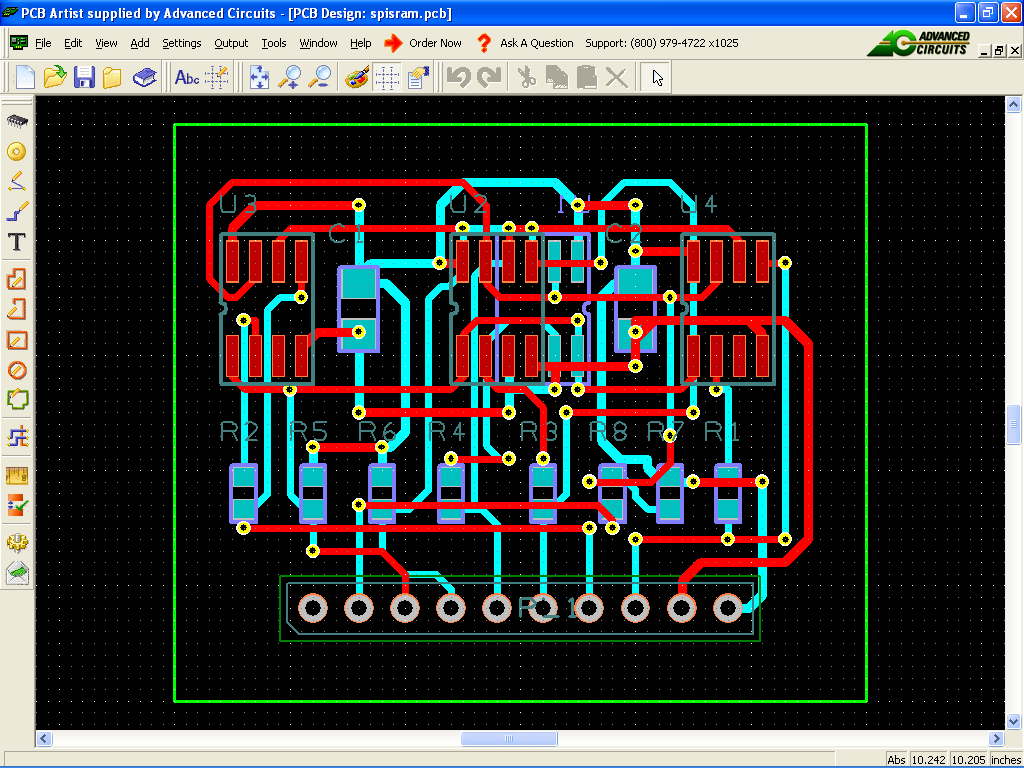 PCB Artist supplied by Advanced Circuits - [PCB Design: spisram.pcb]
File Edit View Add Settings Output Tools Window Help Order Now Ask A Question Support: (800) 979-4722 x1025
ADVANCED
CIRCUITS
Abc
T
U3 U2 U4
C1 C2
R2 R5 R6 R4 R3 R8 R7 R1
Abs 10.242 10.205 inches